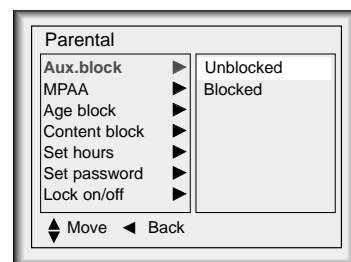 Parental
Aux.block
MPAA
Age block
Content block
Set hours
Set password
Lock on/off
Unblocked
Blocked
Move Back